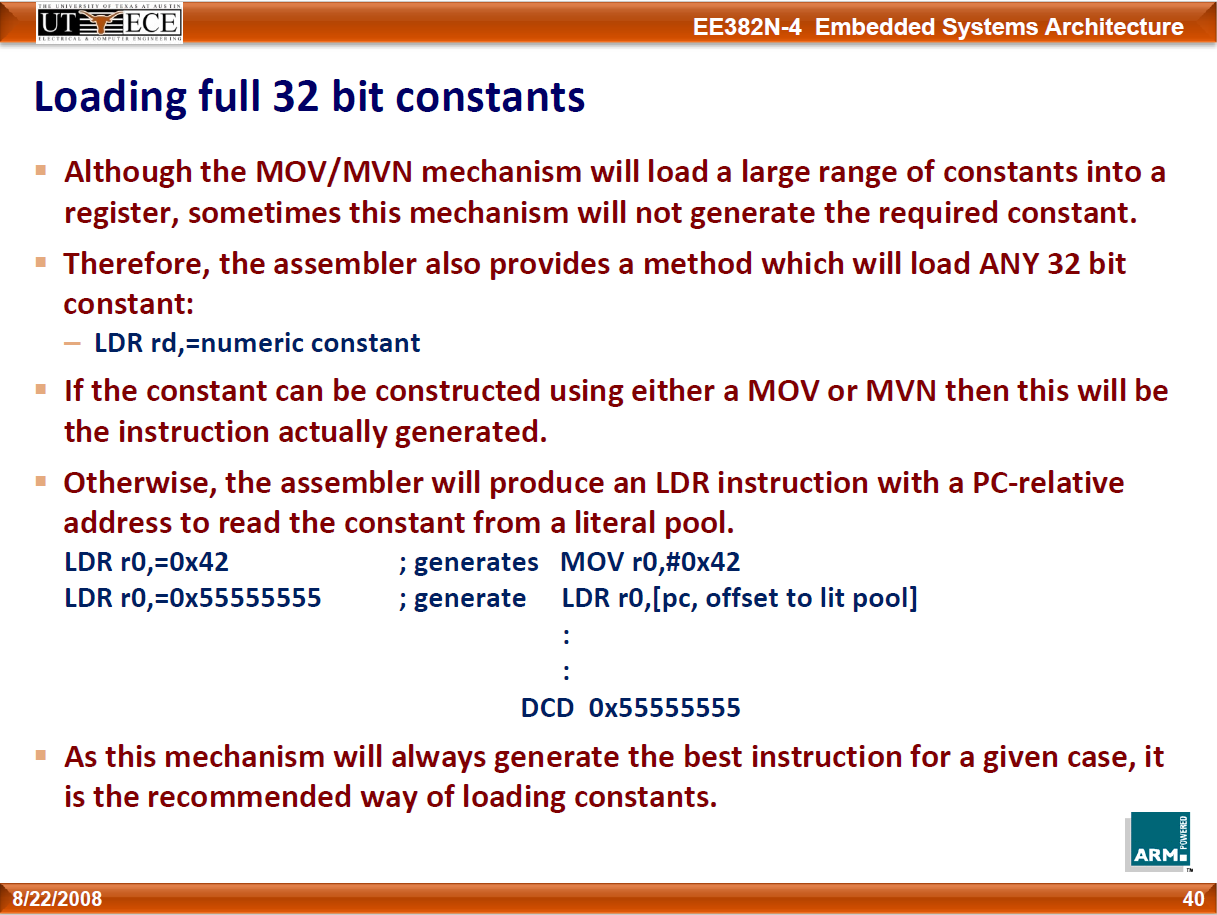 THE UNIVERSITY OF TEXAS AT AUSTIN
UT ECE
ELECTRICAL & COMPUTER ENGINEERING
EE382N-4 Embedded Systems Architecture
Loading full 32 bit constants
Although the MOV/MVN mechanism will load a large range of constants into a
register, sometimes this mechanism will not generate the required constant.
Therefore, the assembler also provides a method which will load ANY 32 bit
constant:
– LDR rd,=numeric constant
If the constant can be constructed using either a MOV or MVN then this will be
the instruction actually generated.
Otherwise, the assembler will produce an LDR instruction with a PC-relative
address to read the constant from a literal pool.
LDR r0,=0x42 ; generates MOV r0,#0x42
LDR r0,=0x55555555 ; generate LDR r0,[pc, offset to lit pool]
:
:
DCD 0x55555555
As this mechanism will always generate the best instruction for a given case, it
is the recommended way of loading constants.
ARM POWERED
TM
8/22/2008
40